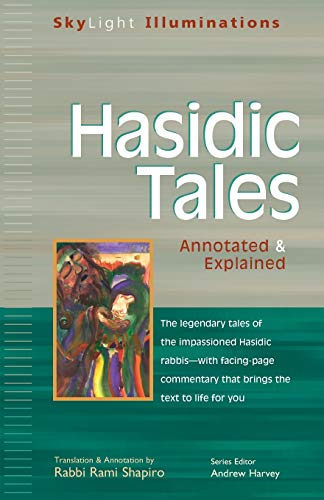 SkyLight Illuminations
Hasidic
Tales
Annotated &
Explained
The legendary tales of
the impassioned Hasidic
rabbis—with facing-page
commentary that brings the
text to life for you
Translation & Annotation by
Rabbi Rami Shapiro
Series Editor
Andrew Harvey